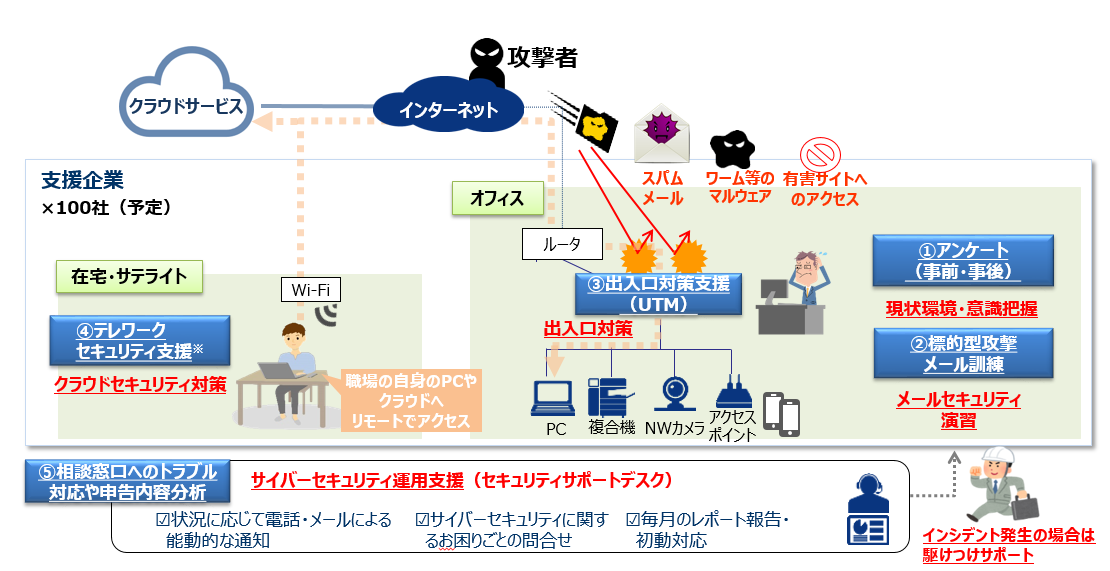 攻撃者
クラウドサービス
インターネット
支援企業
×100社（予定）
オフィス
スパム
メール
ワーム等の
マルウェア
有害サイトへ
のアクセス
ルータ
①アンケート
（事前・事後）
現状環境・意識把握
②標的型攻撃
メール訓練
メールセキュリティ
演習
③出入口対策支援
（UTM）
出入口対策
在宅・サテライト
Wi-Fi
④テレワーク
セキュリティ支援※
クラウドセキュリティ対策
職場の自身のPCや
クラウドへ
リモートでアクセス
PC
複合機
NWカメラ
アクセス
ポイント
⑤相談窓口へのトラブル
対応や申告内容分析
サイバーセキュリティ運用支援（セキュリティサポートデスク）
☑状況に応じて電話・メールによる
能動的な通知
☑サイバーセキュリティに関す
るお困りごとの問合せ
☑毎月のレポート報告・
初動対応
インシデント発生の場合は
駆けつけサポート